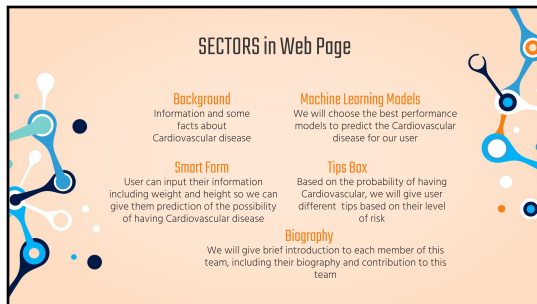 SECTORS in Web Page
Background
Information and some
facts about
Cardiovascular disease
Machine Learning Models
We will choose the best performance
models to predict the Cardiovascular
disease for our user
Smart Form
User can input their information
including weight and height so we can
give them prediction of the possibility
of having Cardiovascular disease
Tips Box
Based on the probability of having
Cardiovascular, we will give user
different tips based on their level
of risk
Biography
We will give brief introduction to each member of this
team, including their biography and contribution to this
team